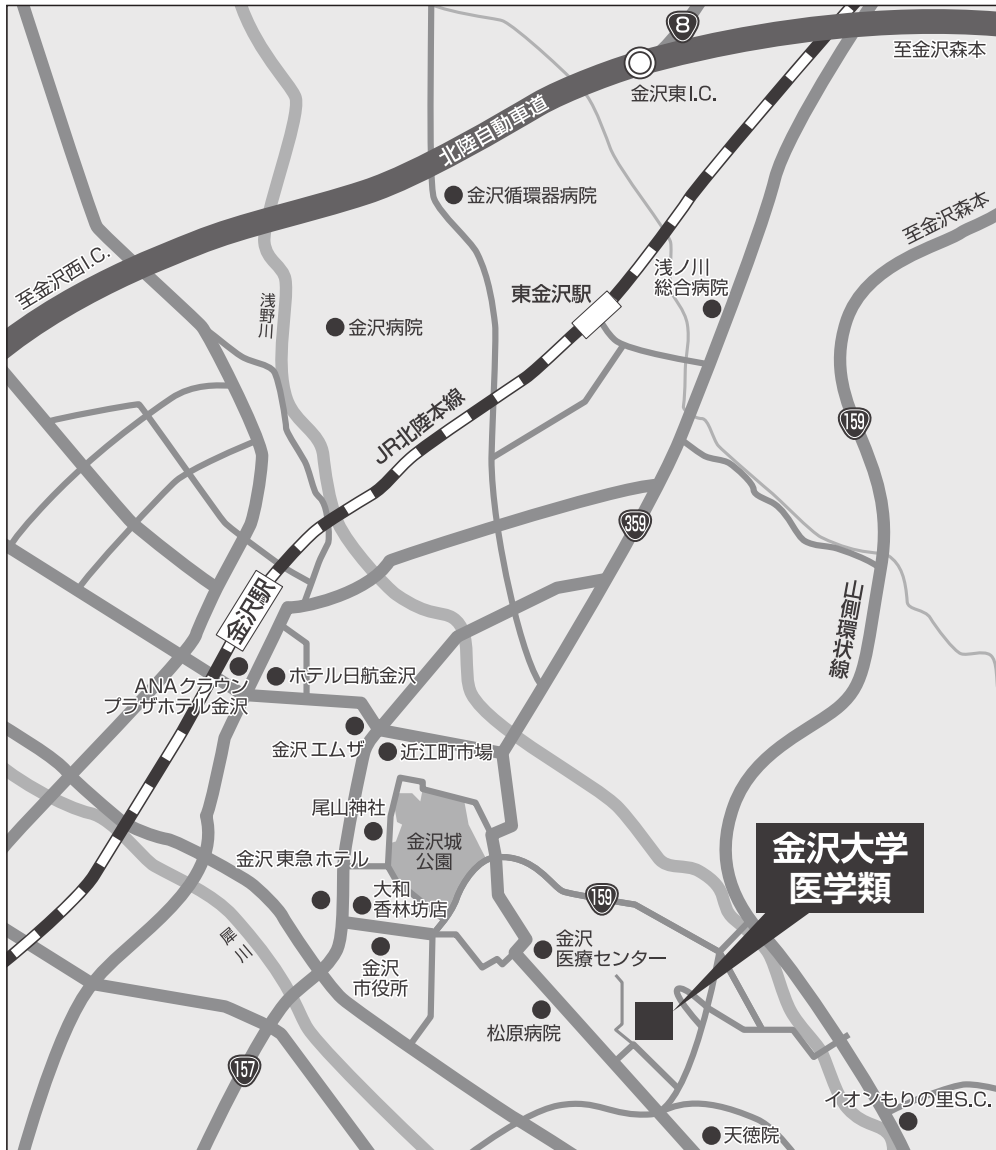 8
至金沢森本
金沢東I.C.
北陸自動車道
金沢循環器病院
至金沢森本
至金沢西I.C.
浅ノ川
総合病院
東金沢駅
浅野川
金沢病院
JR北陸本線
159
359
山側環状線
金沢駅
ANAクラウン
プラザホテル金沢
ホテル日航金沢
金沢エムザ
近江町市場
尾山神社
金沢城
公園
金沢大学
医学類
金沢東急ホテル
大和
香林坊店
159
犀川
金沢
市役所
金沢
医療センター
松原病院
157
イオンもりの里S.C.
天徳院